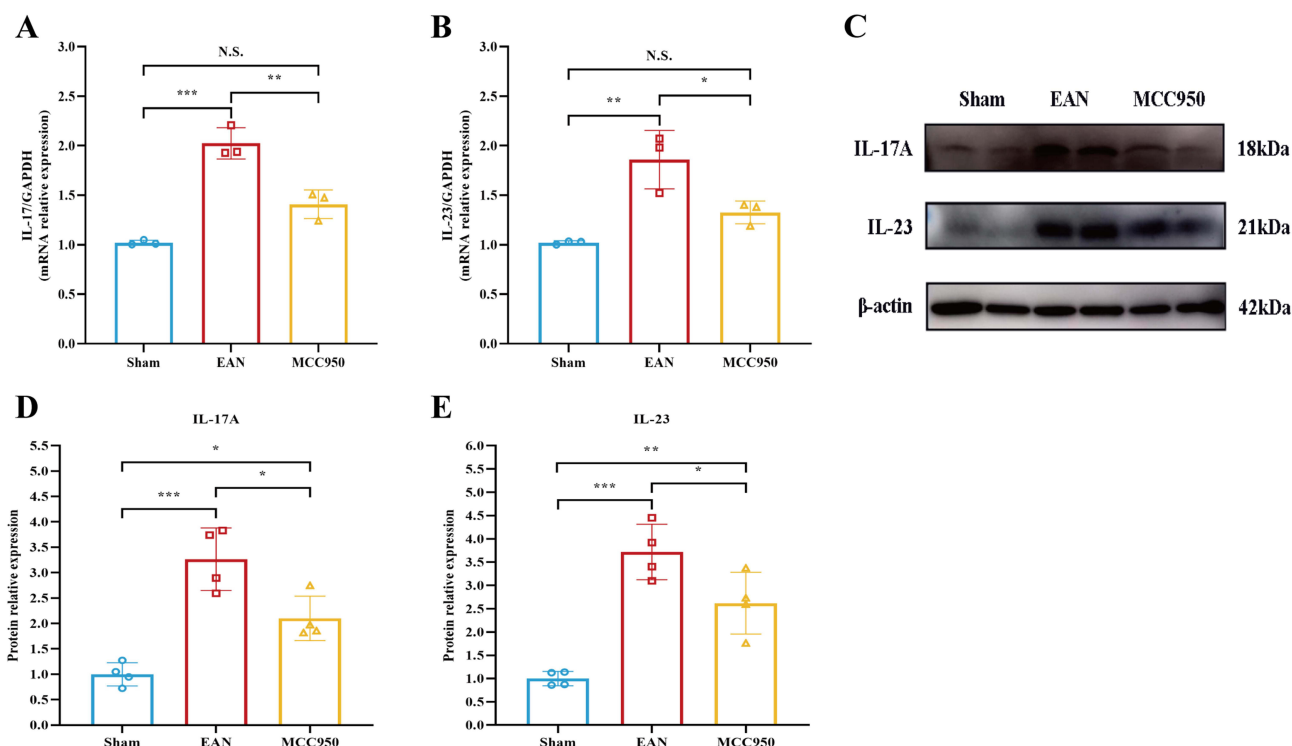 A
IL-17/GAPDH
(mRNA relative expression)
3.0
2.5
2.0
1.5
1.0
0.5
0.0
N.S.
***
**
Sham
EAN
MCC950
B
IL-23/GAPDH
(mRNA relative expression)
3.0
2.5
2.0
1.5
1.0
0.5
0.0
N.S.
**
*
Sham
EAN
MCC950
C
Sham EAN MCC950
IL-17A 18kDa
IL-23 21kDa
β-actin 42kDa
D
IL-17A
Protein relative expression
5.5
5.0
4.5
4.0
3.5
3.0
2.5
2.0
1.5
1.0
0.5
0.0
*
***
*
Sham
EAN
MCC950
E
IL-23
Protein relative expression
6.0
5.5
5.0
4.5
4.0
3.5
3.0
2.5
2.0
1.5
1.0
0.5
0.0
**
***
*
Sham
EAN
MCC950